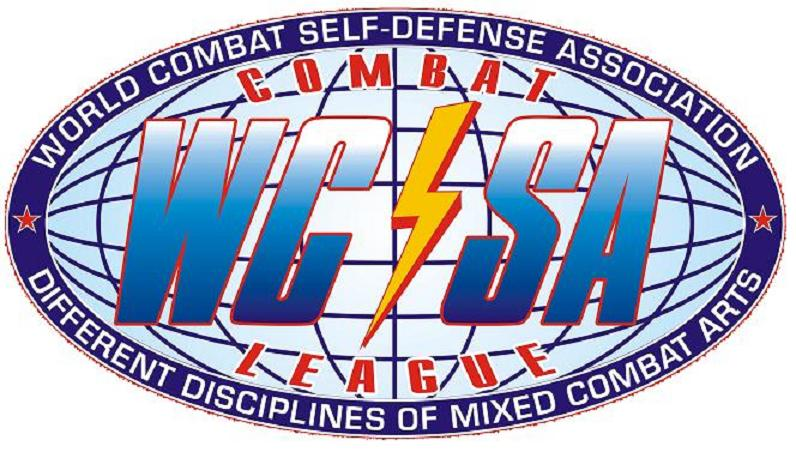 WORLD COMBAT SELF-DEFENSE ASSOCIATION
COMBAT
WCSA
LEAGUE
DIFFERENT DISCIPLINES OF MIXED COMBAT ARTS